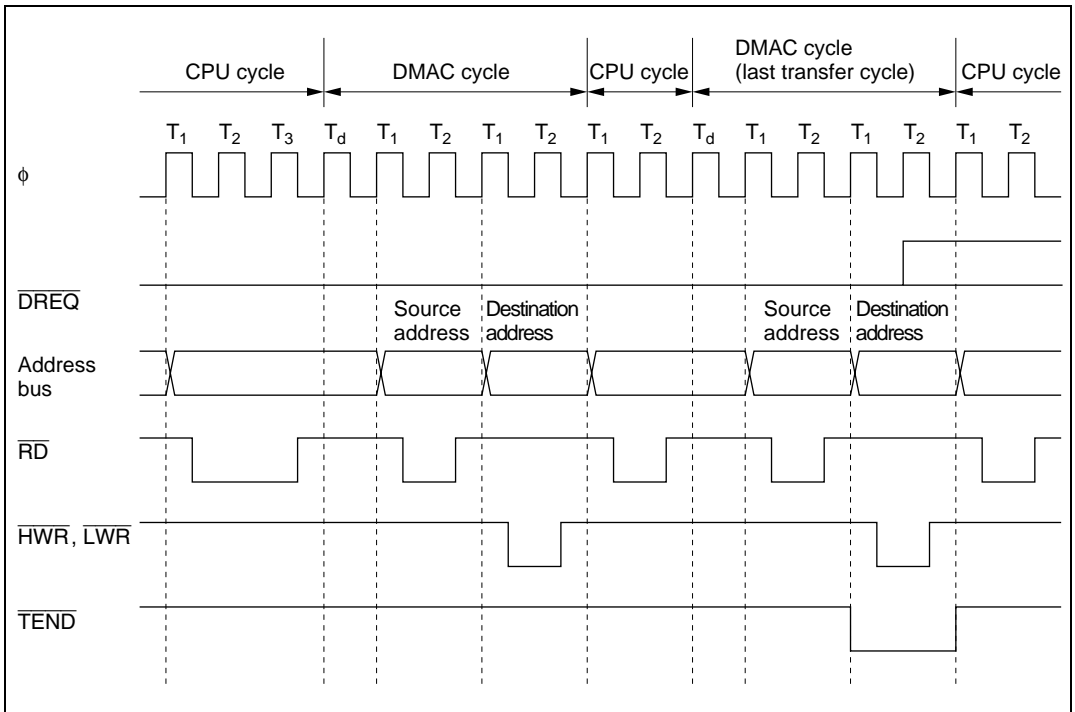 DMAC cycle
(last transfer cycle)
CPU cycle DMAC cycle CPU cycle CPU cycle
T1 T2 T3 Td T1 T2 T1 T2 T1 T2 Td T1 T2 T1 T2 T1 T2
φ
DREQ
Source Destination Source Destination
address address address address
Address
bus
RD
HWR, LWR
TEND